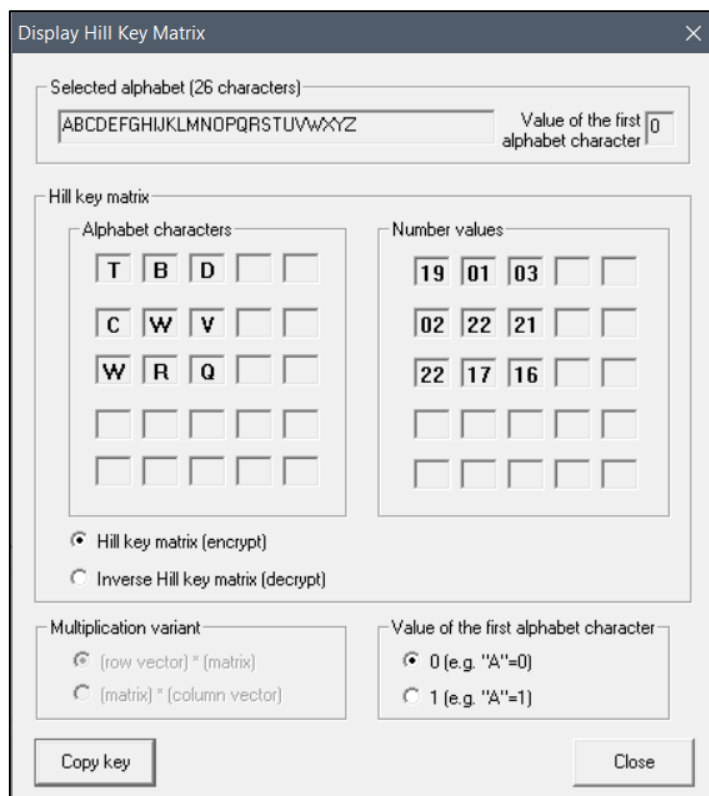 Display Hill Key Matrix
Selected alphabet (26 characters)
ABCDEFGHIJKLMNOPQRSTUVWXYZ
Value of the first
alphabet character
0
Hill key matrix
Alphabet characters
T B D
C W V
W R Q
Number values
19 01 03
02 22 21
22 17 16
Hill key matrix (encrypt)
Inverse Hill key matrix (decrypt)
Multiplication variant
(row vector) * (matrix)
(matrix) * (column vector)
Value of the first alphabet character
0 (e.g. "A"=0)
1 (e.g. "A"=1)
Copy key
Close